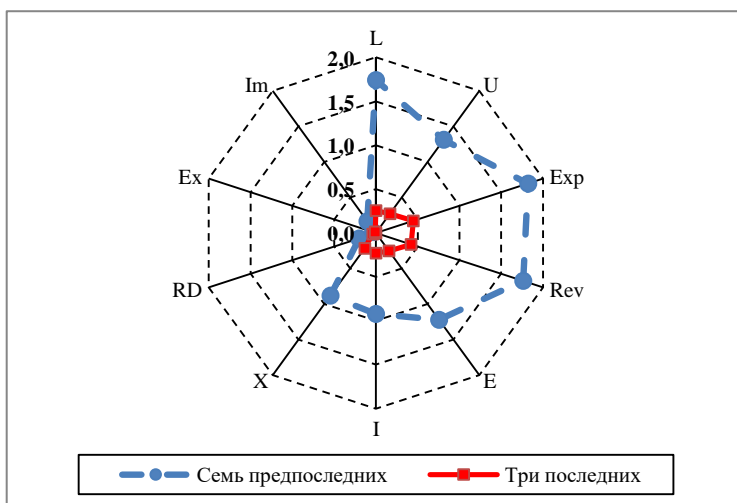 L
2,0
Im
U
1,5
1,0
Ex
Exp
0,5
0,0
RD
Rev
X
E
I
Семь предпоследних
Три последних